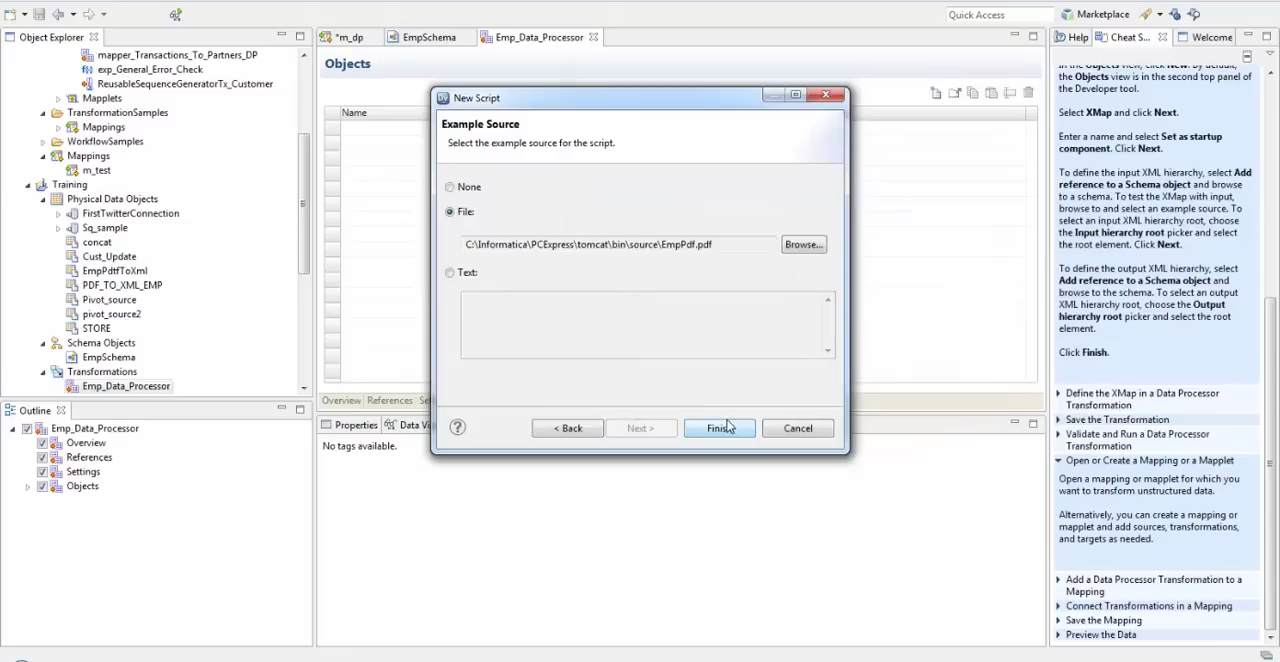 Quick Access
Marketplace
Object Explorer
mapper_Transactions_To_Partners_DP
exp_General_Error_Check
ReusableSequenceGeneratorTx_Customer
Mapplets
TransformationSamples
Mappings
WorkflowSamples
Mappings
m_test
Training
Physical Data Objects
FirstTwitterConnection
Sq_sample
concat
Cust_Update
EmpPdtfToXml
PDF_TO_XML_EMP
Pivot_source
pivot_source2
STORE
Schema Objects
EmpSchema
Transformations
Emp_Data_Processor
Outline
Emp_Data_Processor
Overview
References
Settings
Objects
*m_dp
EmpSchema
Emp_Data_Processor
Objects
Name
Overview
References
Properties
Data Vi
No tags available.
New Script
Example Source
Select the example source for the script.
None
File:
C:\Informatica\PCExpress\tomcat\bin\source\EmpPdf.pdf
Browse...
Text:
< Back
Next >
Finish
Cancel
Help
Cheat S...
Welcome
In the Objects view, click New. By default,
the Objects view is in the second top panel of
the Developer tool.
Select XMap and click Next.
Enter a name and select Set as startup
component. Click Next.
To define the input XML hierarchy, select Add
reference to a Schema object and browse
to a schema. To test the XMap with input,
browse to and select an example source. To
select an input XML hierarchy root, choose
the Input hierarchy root picker and select
the root element. Click Next.
To define the output XML hierarchy, select
Add reference to a Schema object and
browse to the schema. To select an output
XML hierarchy root, choose the Output
hierarchy root picker and select the root
element.
Click Finish.
Define the XMap in a Data Processor
Transformation
Save the Transformation
Validate and Run a Data Processor
Transformation
Open or Create a Mapping or a Mapplet
Open a mapping or mapplet for which you
want to transform unstructured data.
Alternatively, you can create a mapping or
mapplet and add sources, transformations,
and targets as needed.
Add a Data Processor Transformation to a
Mapping
Connect Transformations in a Mapping
Save the Mapping
Preview the Data